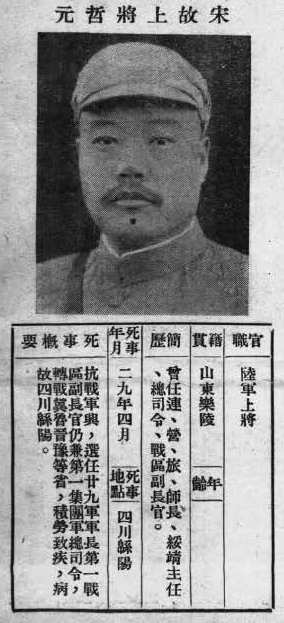 宋故上將哲元
官職
陸軍上將
籍貫
山東樂陵
年齡
簡歷
曾任連、營、旅、師長、綏靖主任
、總司令、戰區副長官。
死事年月
二九年四月
死事地點
四川緜陽
死事概要
抗戰軍興,選任廿九軍軍長第一戰
區副長官仍兼第一集團軍總司令,
轉戰冀魯晉豫等省,積勞致疾,病
故四川緜陽。